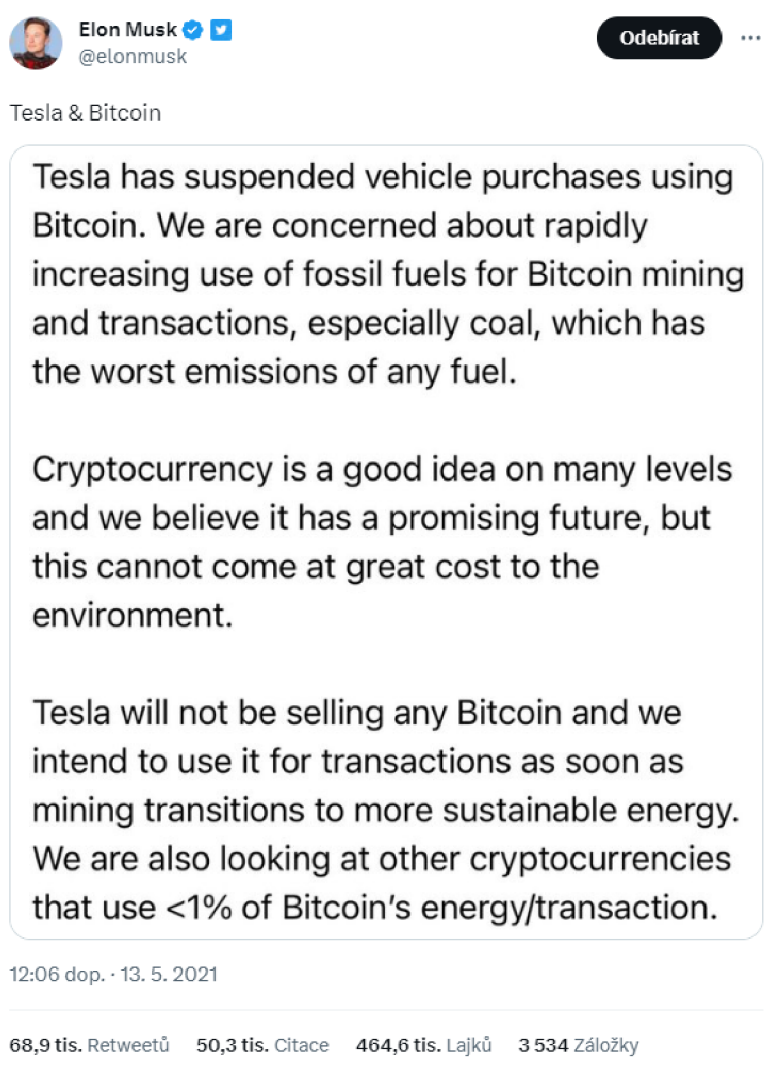 Elon Musk
@elonmusk
Odebírat
Tesla & Bitcoin
Tesla has suspended vehicle purchases using
Bitcoin. We are concerned about rapidly
increasing use of fossil fuels for Bitcoin mining
and transactions, especially coal, which has
the worst emissions of any fuel.
Cryptocurrency is a good idea on many levels
and we believe it has a promising future, but
this cannot come at great cost to the
environment.
Tesla will not be selling any Bitcoin and we
intend to use it for transactions as soon as
mining transitions to more sustainable energy.
We are also looking at other cryptocurrencies
that use <1% of Bitcoin’s energy/transaction.
12:06 dop. · 13. 5. 2021
68,9 tis. Retweetů 50,3 tis. Citace 464,6 tis. Lajků 3 534 Záložky